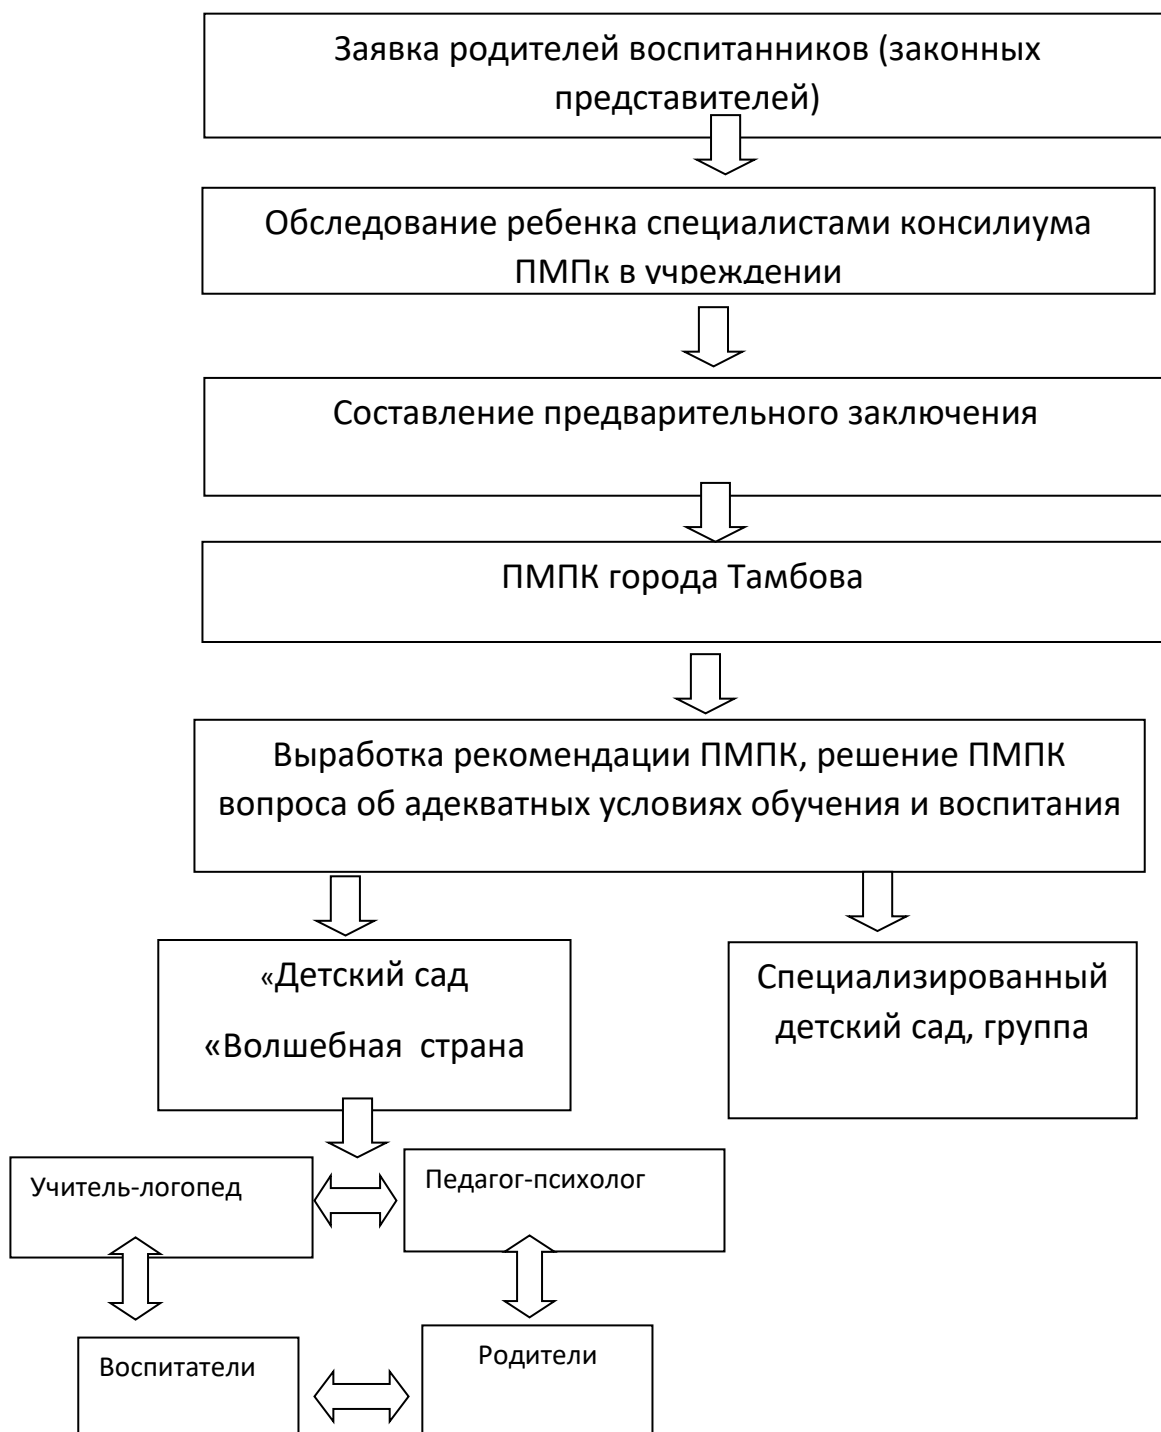 Заявка родителей воспитанников (законных
представителей)
Обследование ребенка специалистами консилиума
ПМПк в учреждении
Составление предварительного заключения
ПМПК города Тамбова
Выработка рекомендации ПМПК, решение ПМПК
вопроса об адекватных условиях обучения и воспитания
«Детский сад
«Волшебная страна
Специализированный
детский сад, группа
Учитель-логопед
Педагог-психолог
Воспитатели
Родители